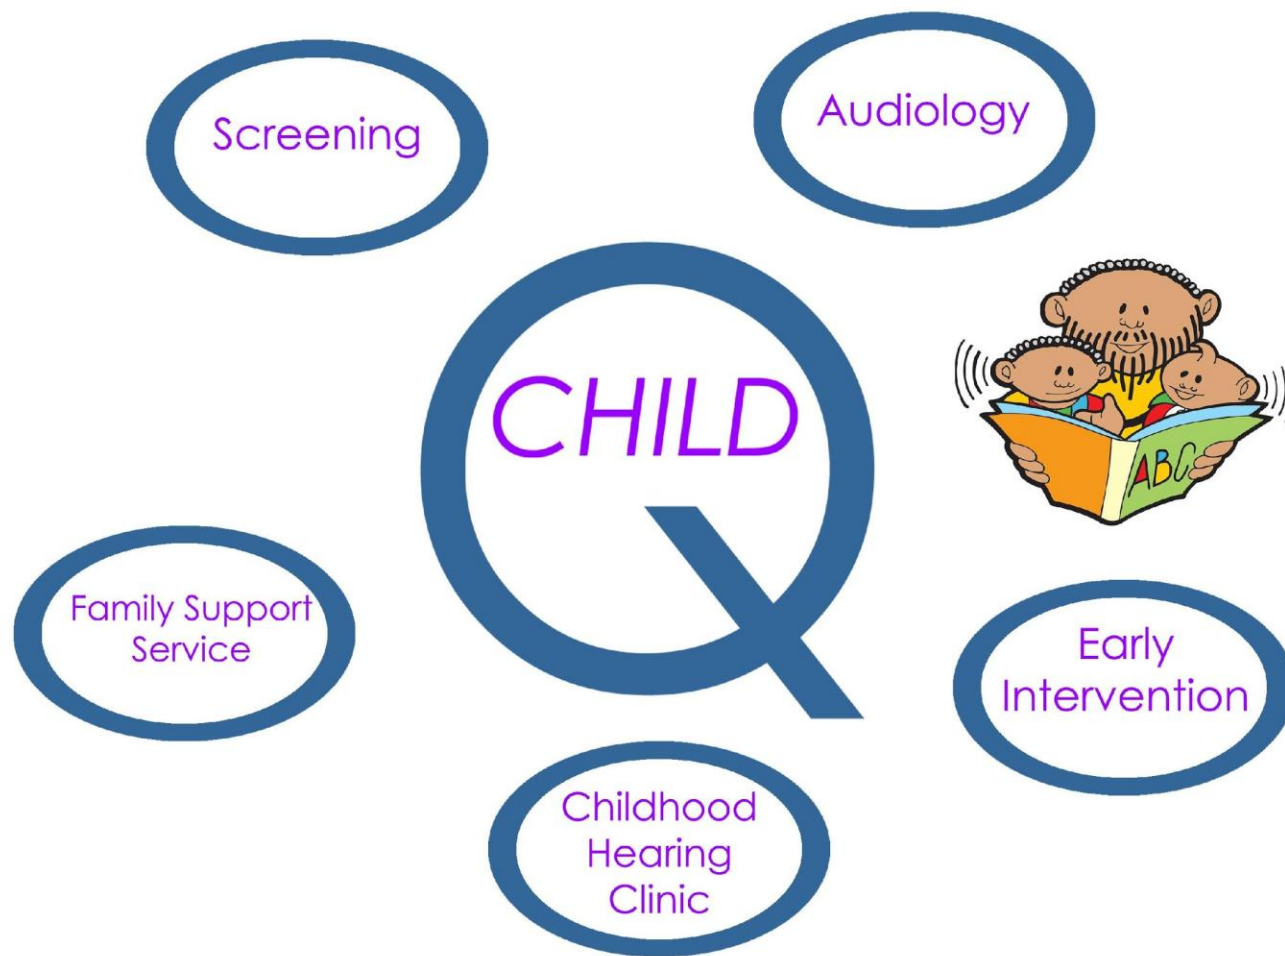 Screening
Audiology
CHILD
Q
ABC
Family Support
Service
Early
Intervention
Childhood
Hearing
Clinic